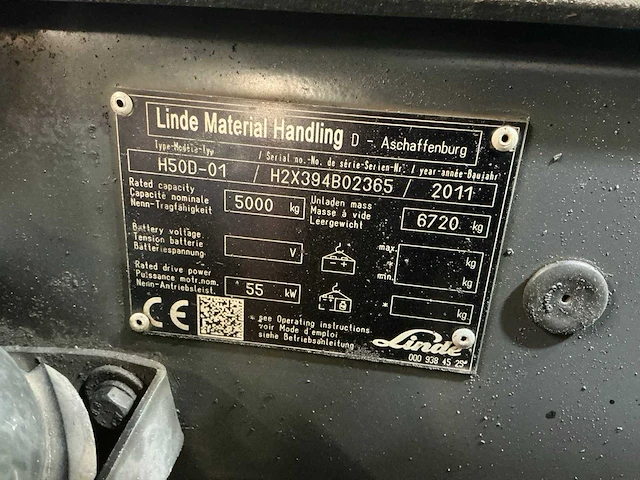 Linde Material Handling D - Aschaffenburg
Type-Modèle-Typ / Serial no.-No. de série-Serien-Nr. / year-année-Baujahr
H50D-01 / H2X394B02365 / 2011
Rated capacity
Capacité nominale
Nenn-Tragfähigkeit
5000 kg
Unladen mass
Masse à vide
Leergewicht
6720 kg
Battery voltage
Tension batterie
Batteriespannung
V
max.
kg
min.
kg
Rated drive power
Puissance motr.nom.
Nenn-Antriebsleist.
* 55 kW
*
kg
CE
* see Operating instructions
voir Mode d'emploi
siehe Betriebsanleitung
Linde
000 938 45 29